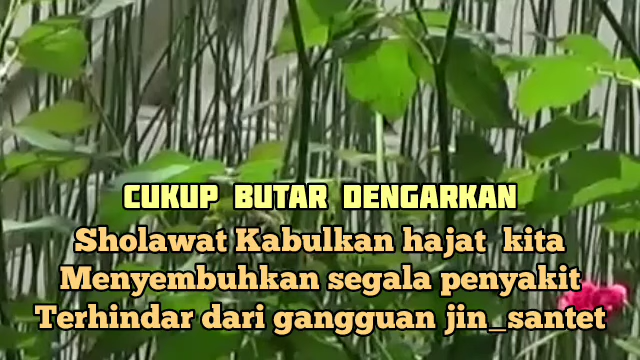 CUKUP BUTAR DENGARKAN
Sholawat Kabulkan hajat kita
Menyembuhkan segala penyakit
Terhindar dari gangguan jin_santet